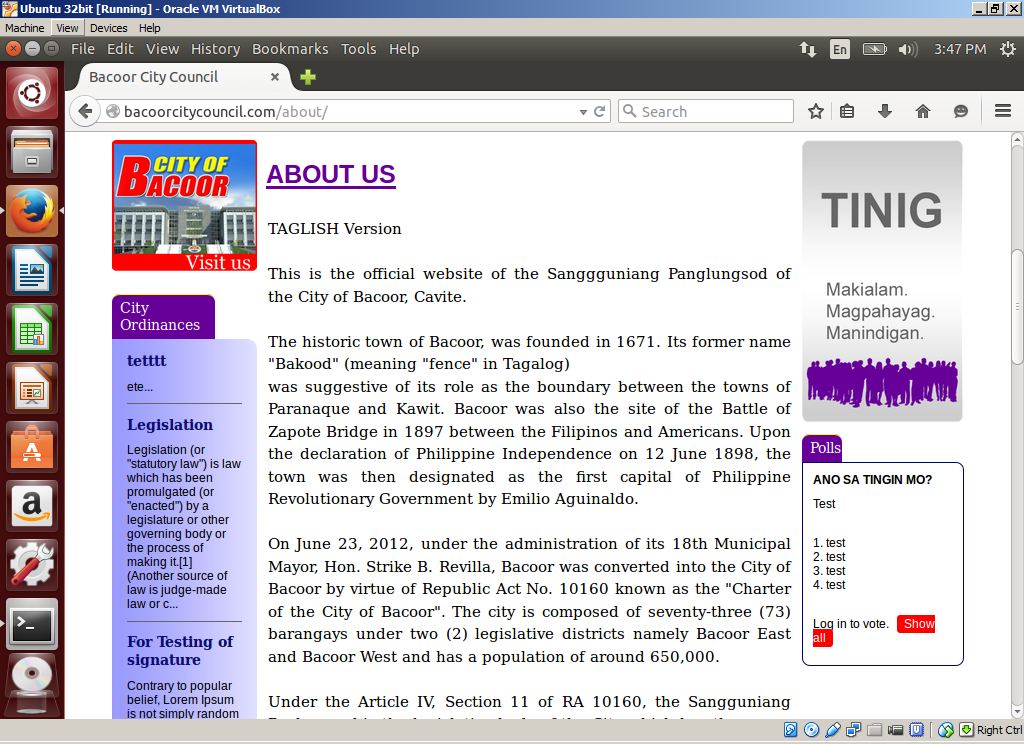 Ubuntu 32bit [Running] - Oracle VM VirtualBox
Machine View Devices Help
File Edit View History Bookmarks Tools Help
En
3:47 PM
Bacoor City Council
bacoorcitycouncil.com/about/
Search
CITY OF
BACOOR
Visit us
City
Ordinances
tetttt
ete...
Legislation
Legislation (or
"statutory law") is law
which has been
promulgated (or
"enacted") by a
legislature or other
governing body or
the process of
making it.[1]
(Another source of
law is judge-made
law or c...
For Testing of
signature
Contrary to popular
belief, Lorem Ipsum
is not simply random
ABOUT US
TAGLISH Version
This is the official website of the Sanggguniang Panglungsod of
the City of Bacoor, Cavite.
The historic town of Bacoor, was founded in 1671. Its former name
"Bakood" (meaning "fence" in Tagalog)
was suggestive of its role as the boundary between the towns of
Paranaque and Kawit. Bacoor was also the site of the Battle of
Zapote Bridge in 1897 between the Filipinos and Americans. Upon
the declaration of Philippine Independence on 12 June 1898, the
town was then designated as the first capital of Philippine
Revolutionary Government by Emilio Aguinaldo.
On June 23, 2012, under the administration of its 18th Municipal
Mayor, Hon. Strike B. Revilla, Bacoor was converted into the City of
Bacoor by virtue of Republic Act No. 10160 known as the "Charter
of the City of Bacoor". The city is composed of seventy-three (73)
barangays under two (2) legislative districts namely Bacoor East
and Bacoor West and has a population of around 650,000.
Under the Article IV, Section 11 of RA 10160, the Sangguniang
TINIG
Makialam.
Magpahayag.
Manindigan.
Polls
ANO SA TINGIN MO?
Test
1. test
2. test
3. test
4. test
Log in to vote. Show
all
Right Ctrl